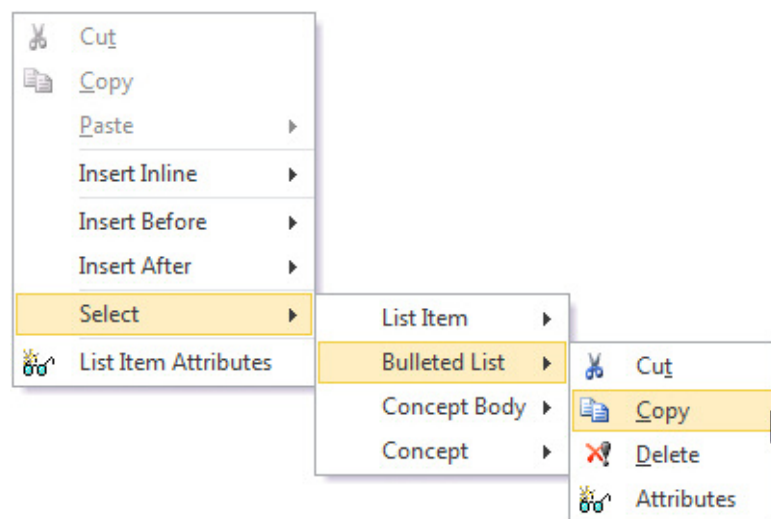 Cut
Copy
Paste
Insert Inline
Insert Before
Insert After
Select
List Item Attributes
List Item
Bulleted List
Concept Body
Concept
Cut
Copy
Delete
Attributes